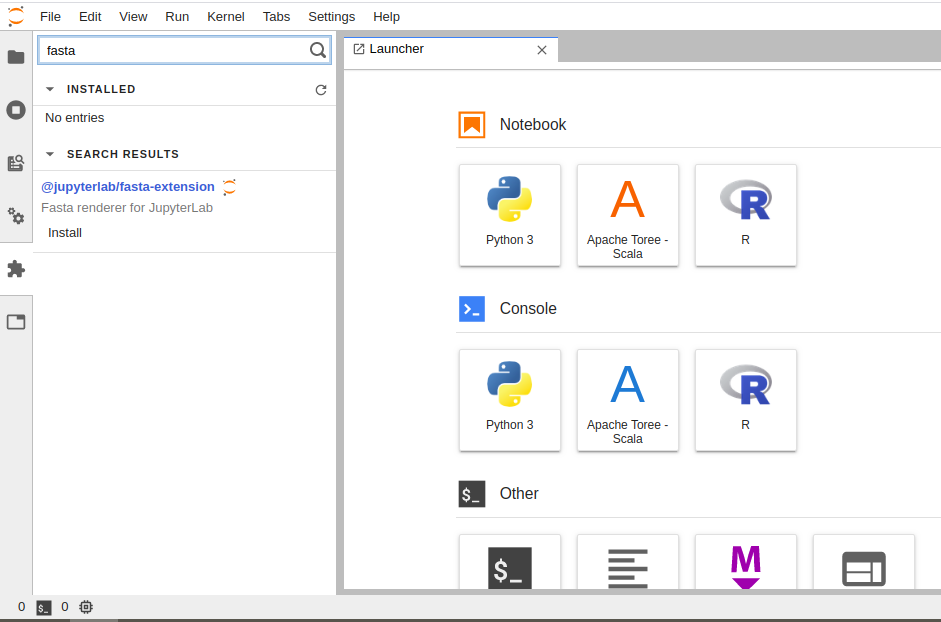 File Edit View Run Kernel Tabs Settings Help
fasta
Launcher
INSTALLED
No entries
SEARCH RESULTS
@jupyterlab/fasta-extension
Fasta renderer for JupyterLab
Install
Notebook
Python 3
Apache Toree -
Scala
R
Console
Python 3
Apache Toree -
Scala
R
$_ Other
$_
M
0 $_ 0